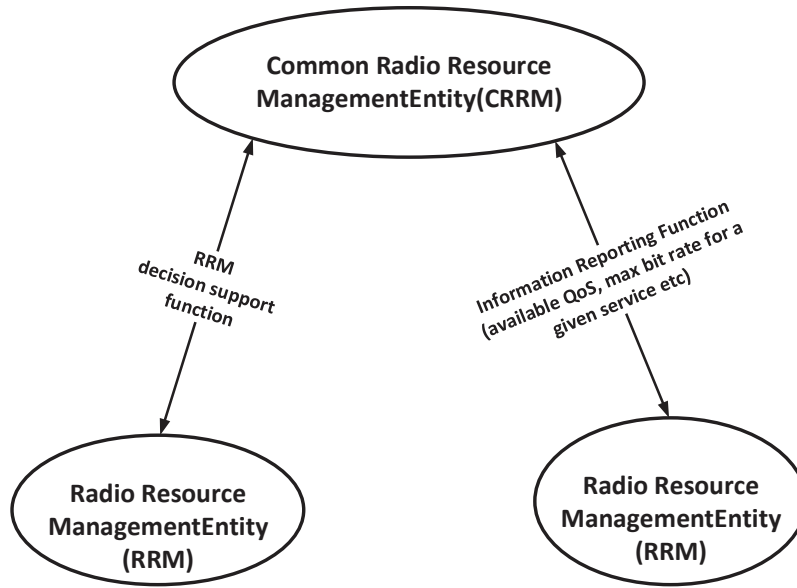 Common Radio Resource
ManagementEntity(CRRM)
RRM
decision support
function
Information Reporting Function
(available QoS, max bit rate for a
given service etc)
Radio Resource
ManagementEntity
(RRM)
Radio Resource
ManagementEntity
(RRM)